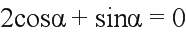 2cosα + sinα = 0